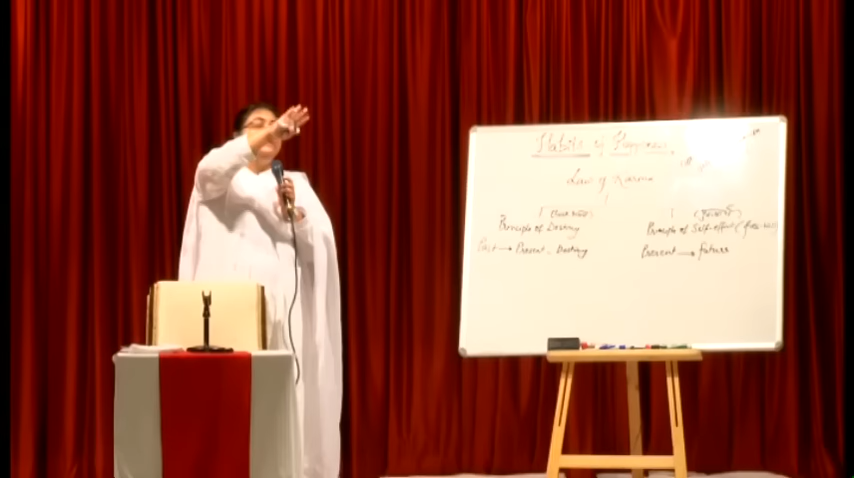 Habits of Happiness
Law of Karma
Principle of Destiny Principle of Self-effort (
Past → Present - Destiny Present → future